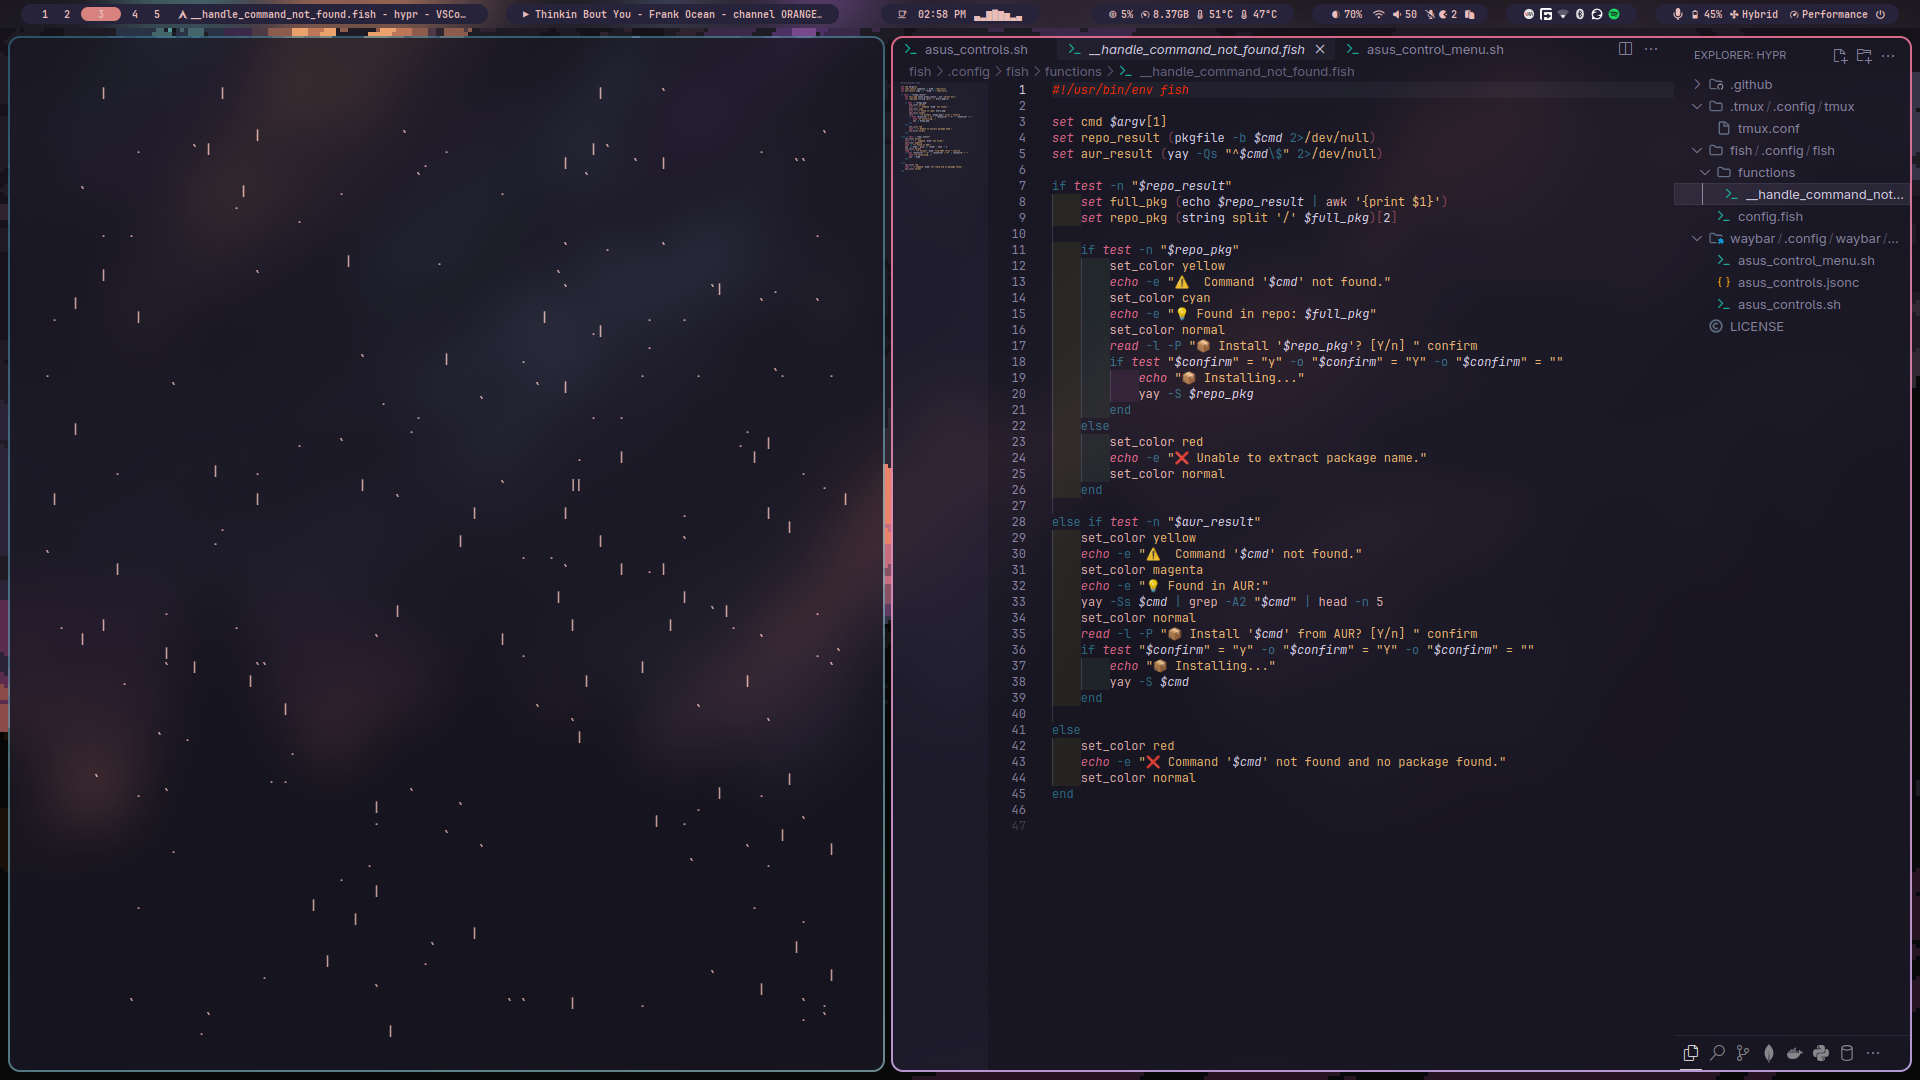 1 2 3 4 5 __handle_command_not_found.fish - hypr - VSCo…
▶ Thinkin Bout You - Frank Ocean - channel ORANGE…
02:58 PM
5% 8.37GB 51°C 47°C
70% 50 2
45% Hybrid Performance
asus_controls.sh
__handle_command_not_found.fish
asus_control_menu.sh
fish > .config > fish > functions > __handle_command_not_found.fish
1 #!/usr/bin/env fish
2
3 set cmd $argv[1]
4 set repo_result (pkgfile -b $cmd 2>/dev/null)
5 set aur_result (yay -Qs "^$cmd\$" 2>/dev/null)
6
7 if test -n "$repo_result"
8 set full_pkg (echo $repo_result | awk '{print $1}')
9 set repo_pkg (string split '/' $full_pkg)[2]
10
11 if test -n "$repo_pkg"
12 set_color yellow
13 echo -e "⚠️  Command '$cmd' not found."
14 set_color cyan
15 echo -e "💡 Found in repo: $full_pkg"
16 set_color normal
17 read -l -P "📦 Install '$repo_pkg'? [Y/n] " confirm
18 if test "$confirm" = "y" -o "$confirm" = "Y" -o "$confirm" = ""
19 echo "📦 Installing..."
20 yay -S $repo_pkg
21 end
22 else
23 set_color red
24 echo -e "❌ Unable to extract package name."
25 set_color normal
26 end
27
28 else if test -n "$aur_result"
29 set_color yellow
30 echo -e "⚠️  Command '$cmd' not found."
31 set_color magenta
32 echo -e "💡 Found in AUR:"
33 yay -Ss $cmd | grep -A2 "$cmd" | head -n 5
34 set_color normal
35 read -l -P "📦 Install '$cmd' from AUR? [Y/n] " confirm
36 if test "$confirm" = "y" -o "$confirm" = "Y" -o "$confirm" = ""
37 echo "📦 Installing..."
38 yay -S $cmd
39 end
40
41 else
42 set_color red
43 echo -e "❌ Command '$cmd' not found and no package found."
44 set_color normal
45 end
46
47
EXPLORER: HYPR
.github
.tmux / .config / tmux
tmux.conf
fish / .config / fish
functions
__handle_command_not...
config.fish
waybar / .config / waybar / ...
asus_control_menu.sh
asus_controls.jsonc
asus_controls.sh
LICENSE